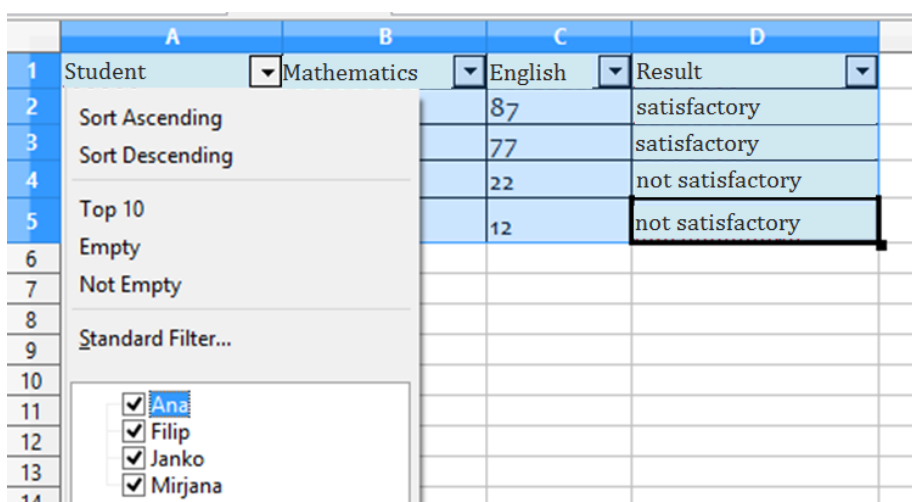 A B C D
1 Student Mathematics English Result
2 87 satisfactory
3 77 satisfactory
4 22 not satisfactory
5 12 not satisfactory
6
7
8
9
10
11
12
13
14
Sort Ascending
Sort Descending
Top 10
Empty
Not Empty
Standard Filter...
Ana
Filip
Janko
Mirjana